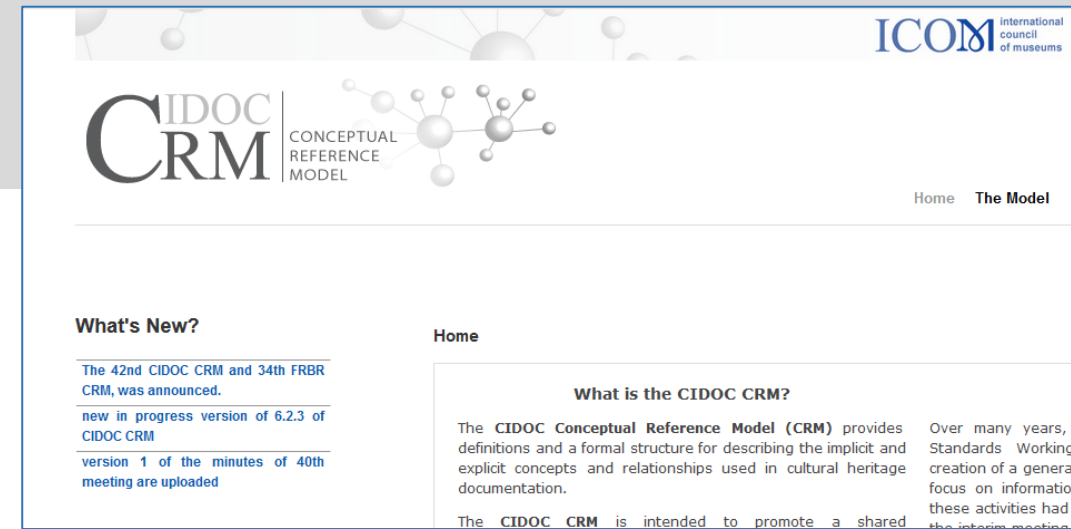 ICOM international
council
of museums
CIDOC
CRM
CONCEPTUAL
REFERENCE
MODEL
Home The Model
What's New?
The 42nd CIDOC CRM and 34th FRBR
CRM, was announced.
new in progress version of 6.2.3 of
CIDOC CRM
version 1 of the minutes of 40th
meeting are uploaded
Home
What is the CIDOC CRM?
The CIDOC Conceptual Reference Model (CRM) provides
definitions and a formal structure for describing the implicit and
explicit concepts and relationships used in cultural heritage
documentation.
The CIDOC CRM is intended to promote a shared
Over many years,
Standards Working
creation of a genera
focus on informatio
these activities had
the interim meeting